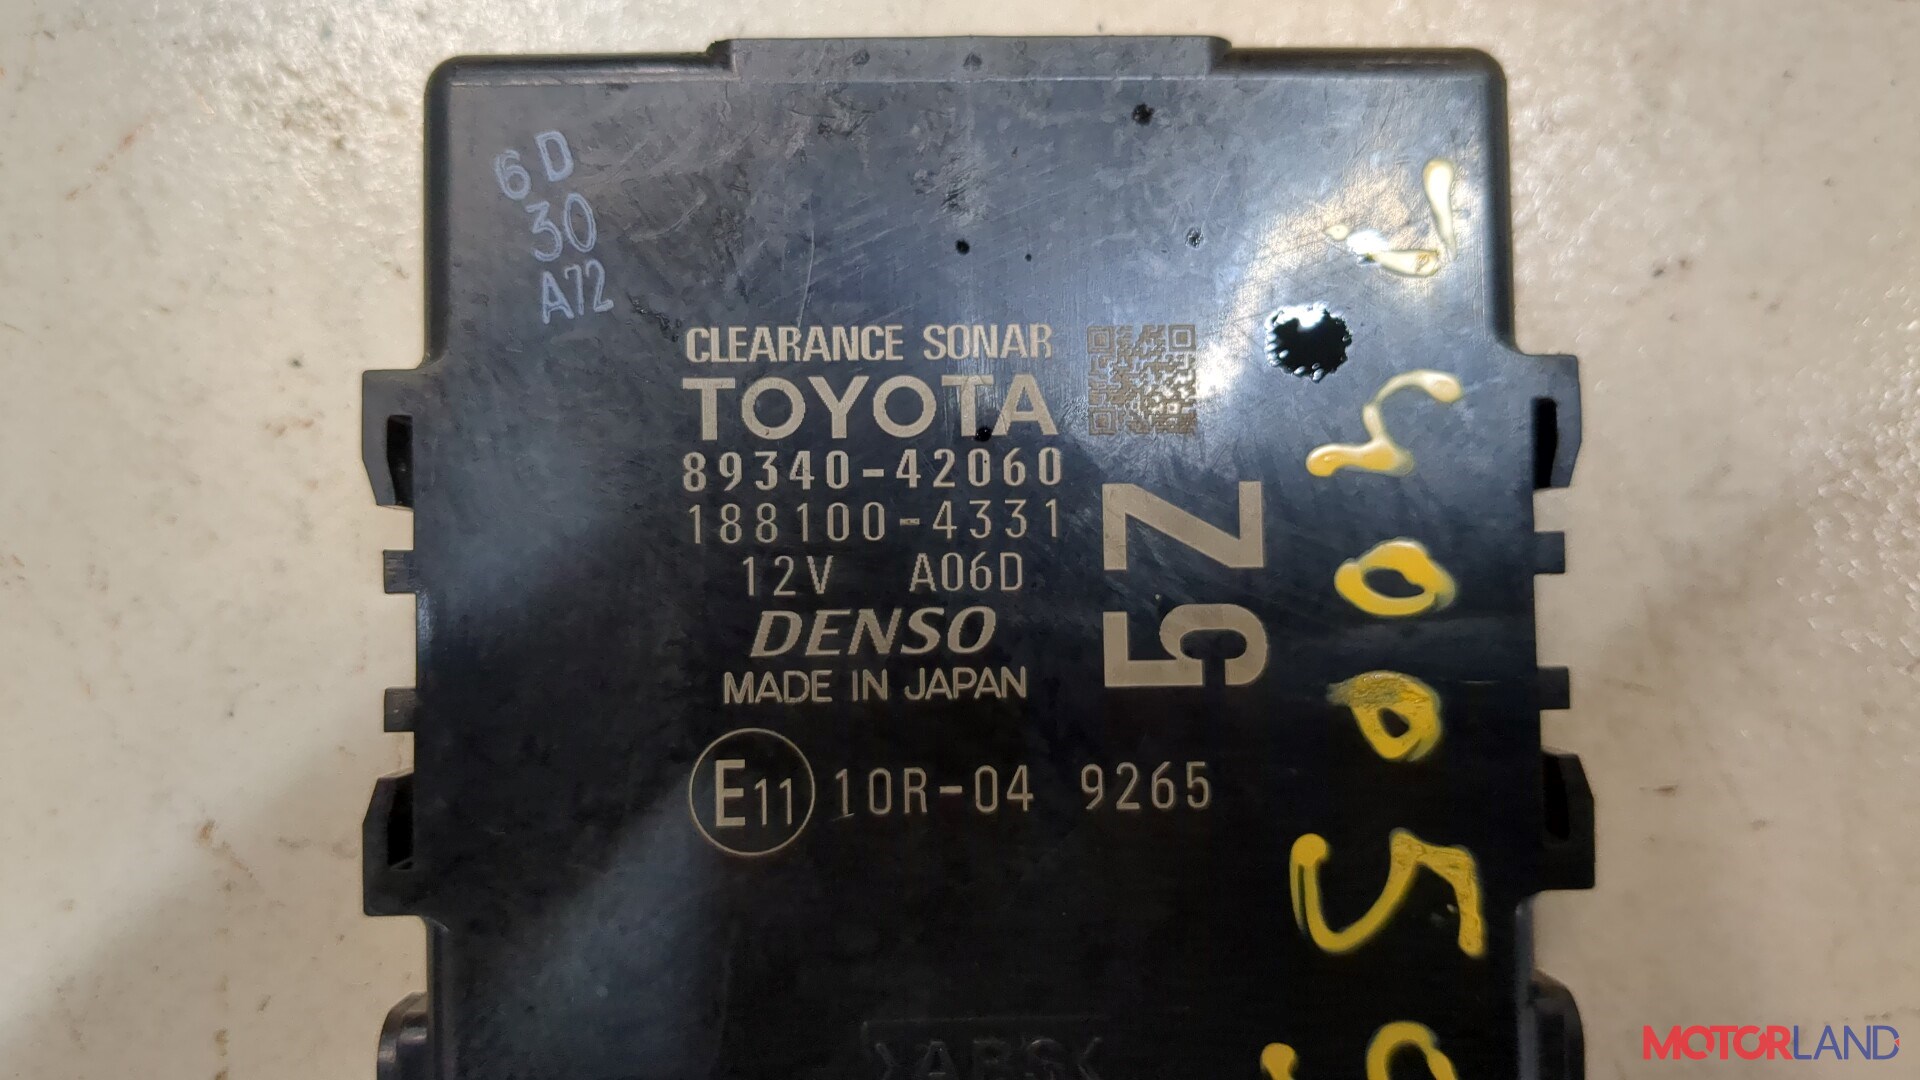 6D
30
A72
CLEARANCE SONAR
TOYOTA
89340-42060
188100-4331
12V A06D
DENSO
MADE IN JAPAN
5Z
E11 10R-04 9265
>ABS<
MOTORLAND